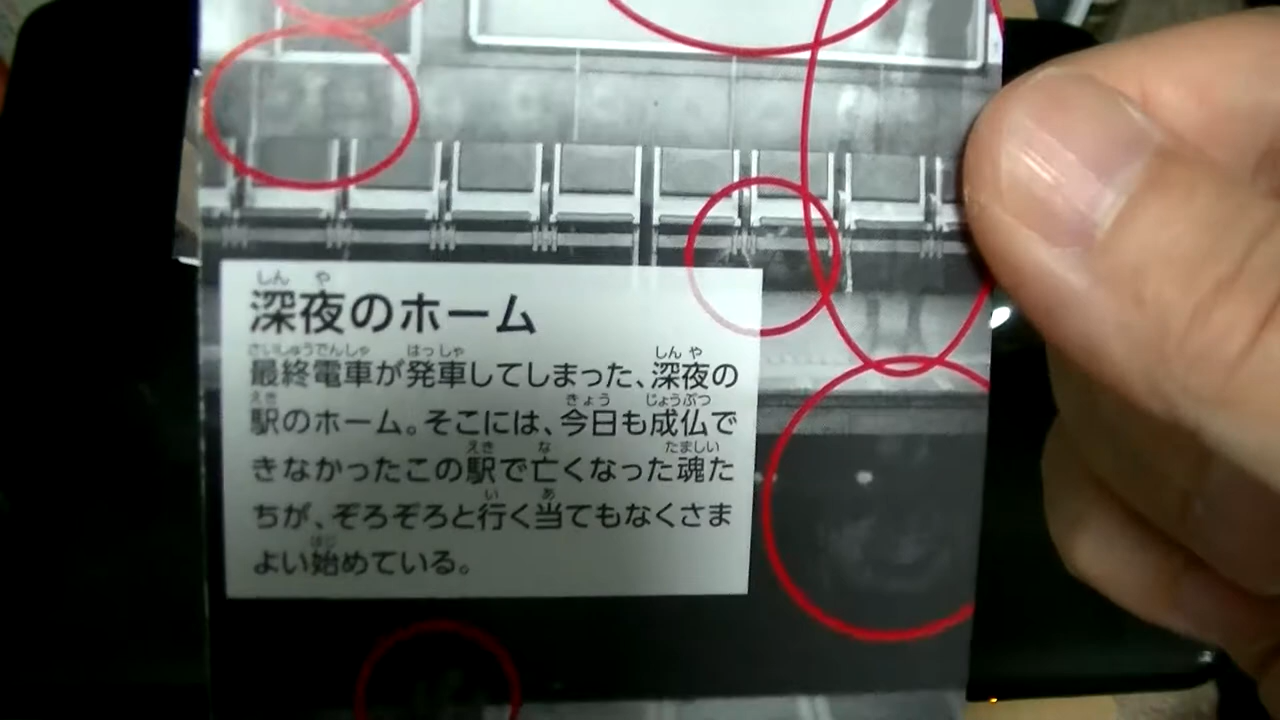 深夜のホーム
最終電車が発車してしまった、深夜の
駅のホーム。そこには、今日も成仏で
きなかったこの駅で亡くなった魂た
ちが、ぞろぞろと行く当てもなくさま
よい始めている。